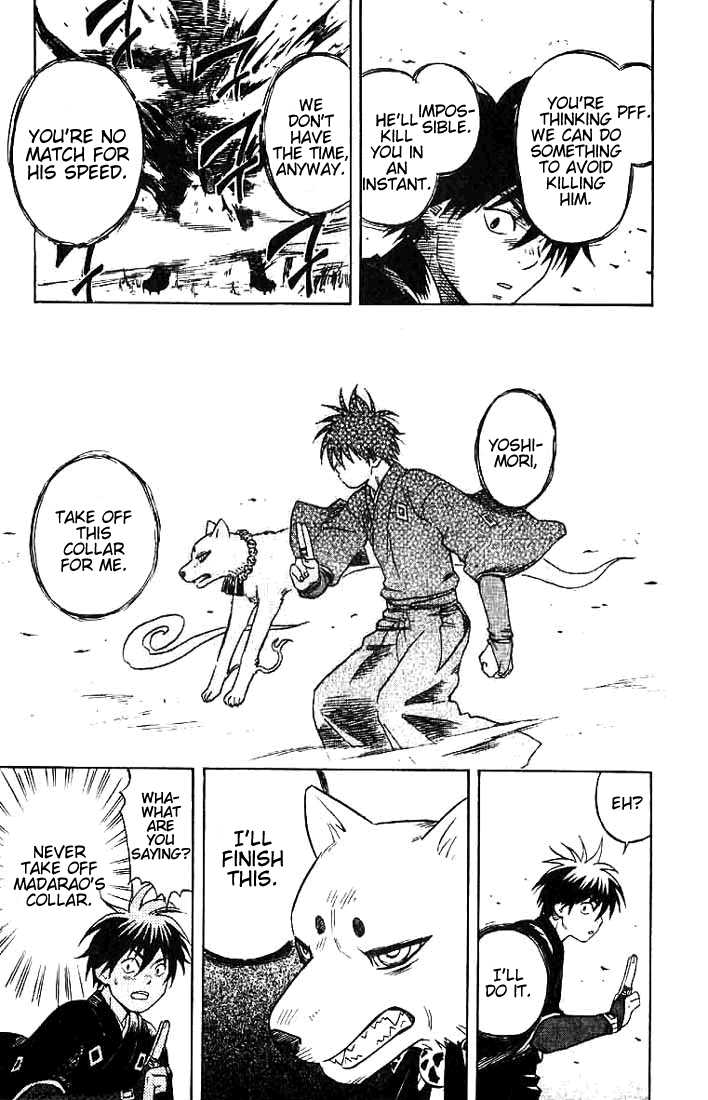 PFF.
YOU'RE
THINKING
WE CAN DO
SOMETHING
TO AVOID
KILLING
HIM.
IMPOS-
SIBLE.
HE'LL
KILL
YOU IN
AN
INSTANT.
WE
DON'T
HAVE
THE TIME,
ANYWAY.
YOU'RE NO
MATCH FOR
HIS SPEED.
YOSHI-
MORI,
TAKE OFF
THIS
COLLAR
FOR ME.
EH?
I'LL
DO IT.
I'LL
FINISH
THIS.
WHA-
WHAT
ARE
YOU
SAYING?
NEVER
TAKE OFF
MADARAO'S
COLLAR.